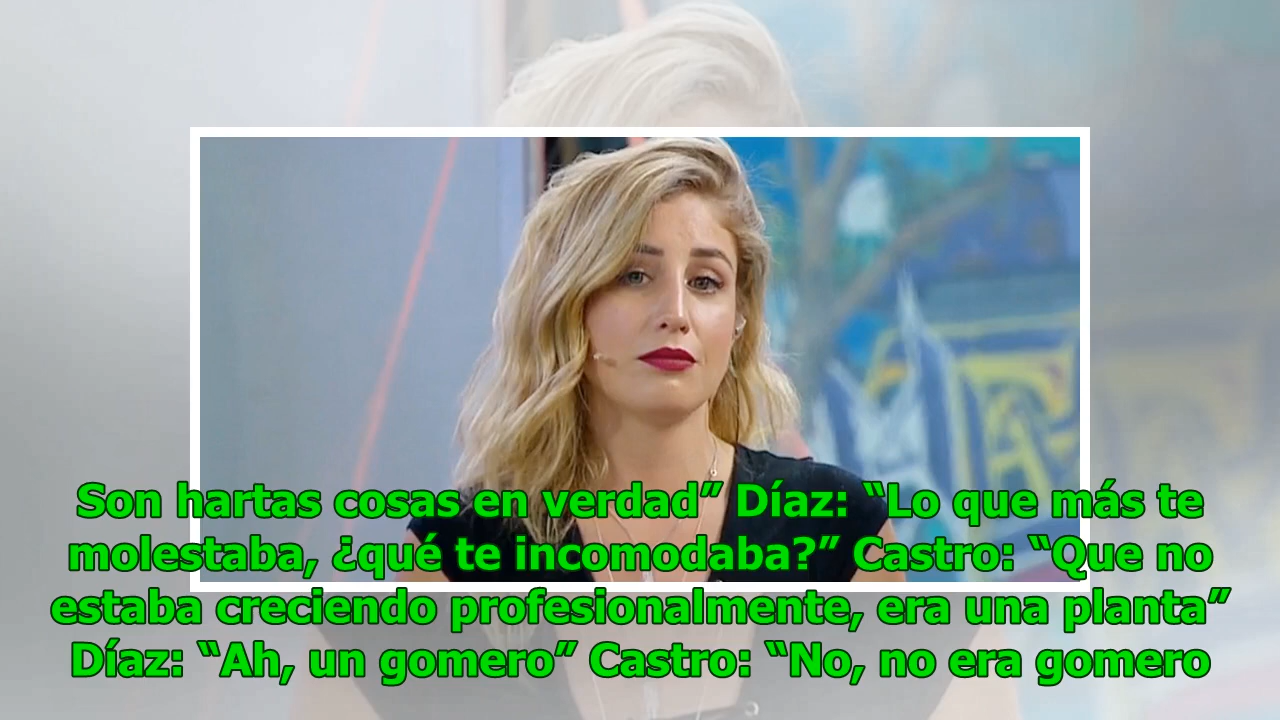 Son hartas cosas en verdad” Díaz: “Lo que más te
molestaba, ¿qué te incomodaba?” Castro: “Que no
estaba creciendo profesionalmente, era una planta”
Díaz: “Ah, un gomero” Castro: “No, no era gomero